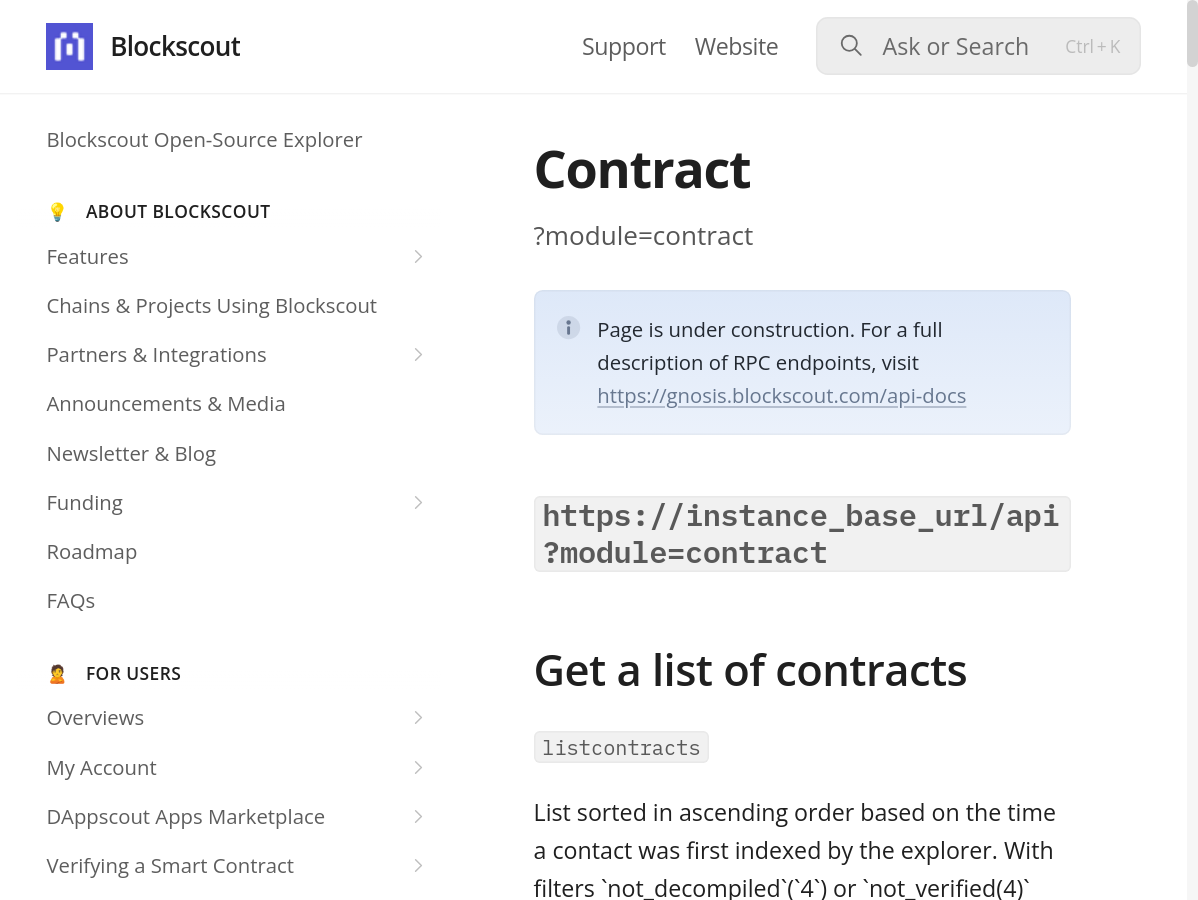 Blockscout
Support
Website
Ask or Search
Ctrl + K
Blockscout Open-Source Explorer
💡 ABOUT BLOCKSCOUT
Features
Chains & Projects Using Blockscout
Partners & Integrations
Announcements & Media
Newsletter & Blog
Funding
Roadmap
FAQs
🙎 FOR USERS
Overviews
My Account
DAppscout Apps Marketplace
Verifying a Smart Contract
Contract
?module=contract
Page is under construction. For a full
description of RPC endpoints, visit
https://gnosis.blockscout.com/api-docs
https://instance_base_url/api
?module=contract
Get a list of contracts
listcontracts
List sorted in ascending order based on the time
a contact was first indexed by the explorer. With
filters `not_decompiled`(`4`) or `not_verified(4)`